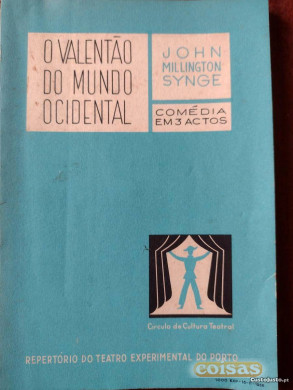 O VALENTÃO
DO MUNDO
OCIDENTAL
JOHN
MILLINGTON
SYNGE
COMÉDIA
EM 3 ACTOS
Círculo de Cultura Teatral
REPERTÓRIO DO TEATRO EXPERIMENTAL DO PORTO
coisas